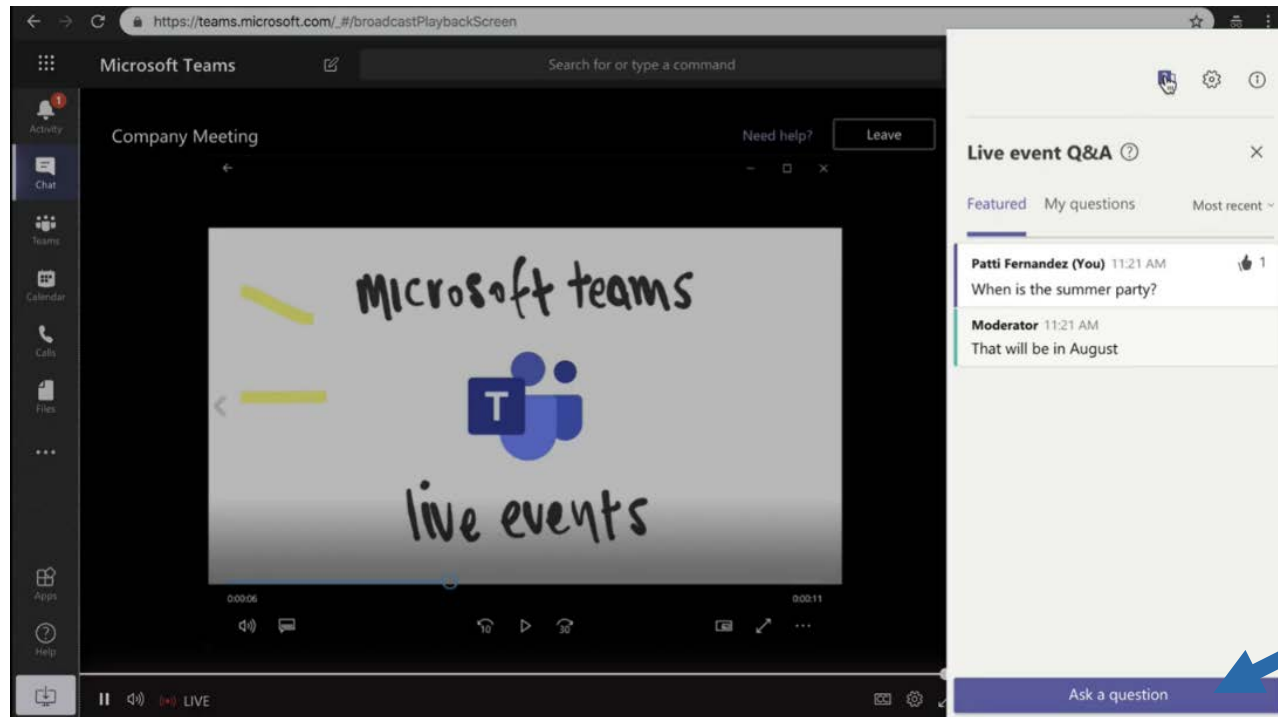 https://teams.microsoft.com/_#/broadcastPlaybackScreen
Microsoft Teams
Search for or type a command
1
Activity
Chat
Teams
Calendar
Calls
Files
Apps
Help
Company Meeting
Need help?
Leave
microsoft teams
T
live events
0:00:06
0:00:11
10
30
LIVE
Live event Q&A
Featured
My questions
Most recent
Patti Fernandez (You) 11:21 AM
1
When is the summer party?
Moderator 11:21 AM
That will be in August
Ask a question